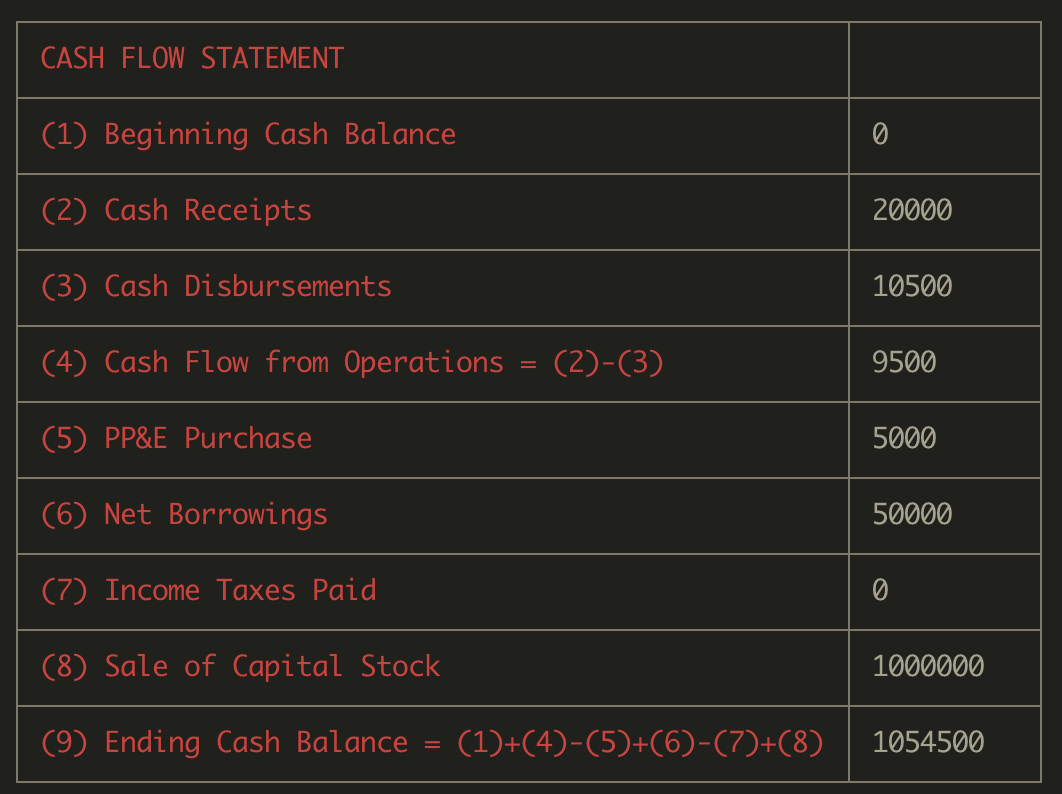 CASH FLOW STATEMENT
(1) Beginning Cash Balance 0
(2) Cash Receipts 20000
(3) Cash Disbursements 10500
(4) Cash Flow from Operations = (2)-(3) 9500
(5) PP&E Purchase 5000
(6) Net Borrowings 50000
(7) Income Taxes Paid 0
(8) Sale of Capital Stock 1000000
(9) Ending Cash Balance = (1)+(4)-(5)+(6)-(7)+(8) 1054500